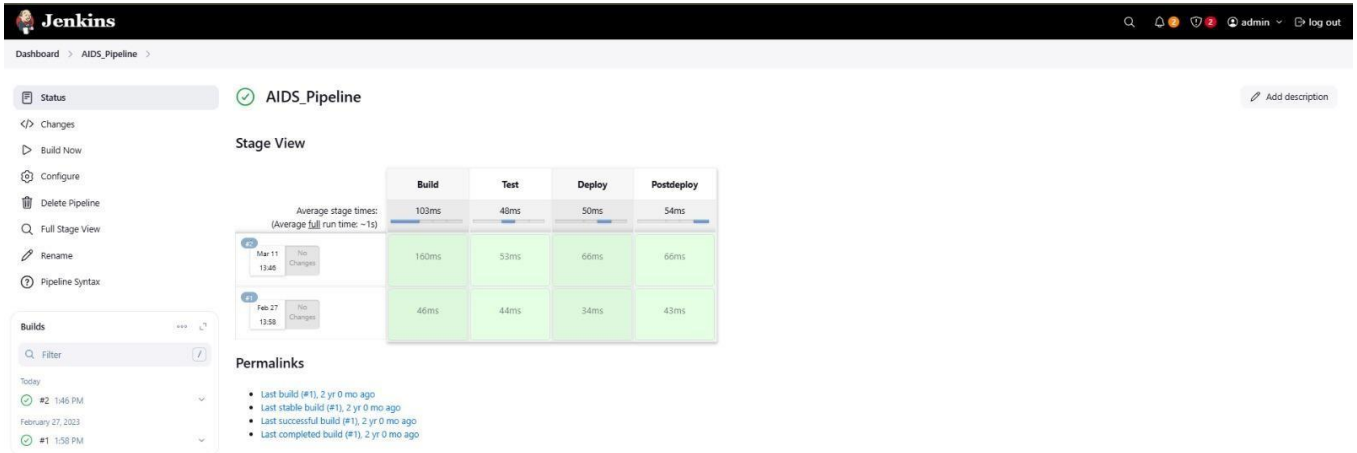 Jenkins
2
2
admin
log out
Dashboard > AIDS_Pipeline >
Status
</> Changes
Build Now
Configure
Delete Pipeline
Full Stage View
Rename
Pipeline Syntax
Builds
Filter
/
Today
#2 1:46 PM
February 27, 2023
#1 1:58 PM
AIDS_Pipeline
Add description
Stage View
Build Test Deploy Postdeploy
Average stage times: 103ms 48ms 50ms 54ms
(Average full run time: ~1s)
#2
Mar 11 No
Changes
13:46
160ms 53ms 66ms 66ms
#1
Feb 27 No
Changes
13:58
46ms 44ms 34ms 43ms
Permalinks
• Last build (#1), 2 yr 0 mo ago
• Last stable build (#1), 2 yr 0 mo ago
• Last successful build (#1), 2 yr 0 mo ago
• Last completed build (#1), 2 yr 0 mo ago